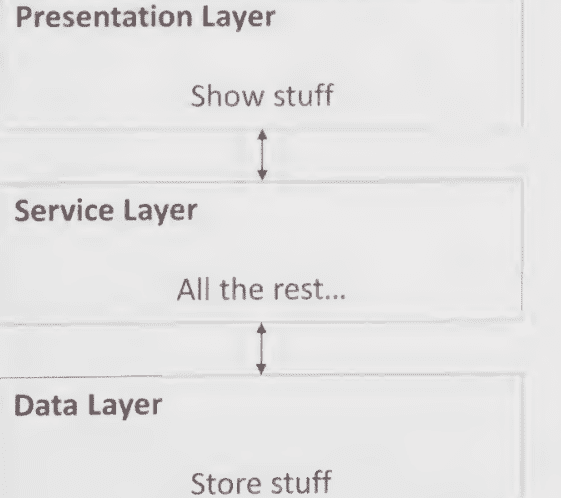 Presentation Layer
Show stuff
Service Layer
All the rest...
Data Layer
Store stuff